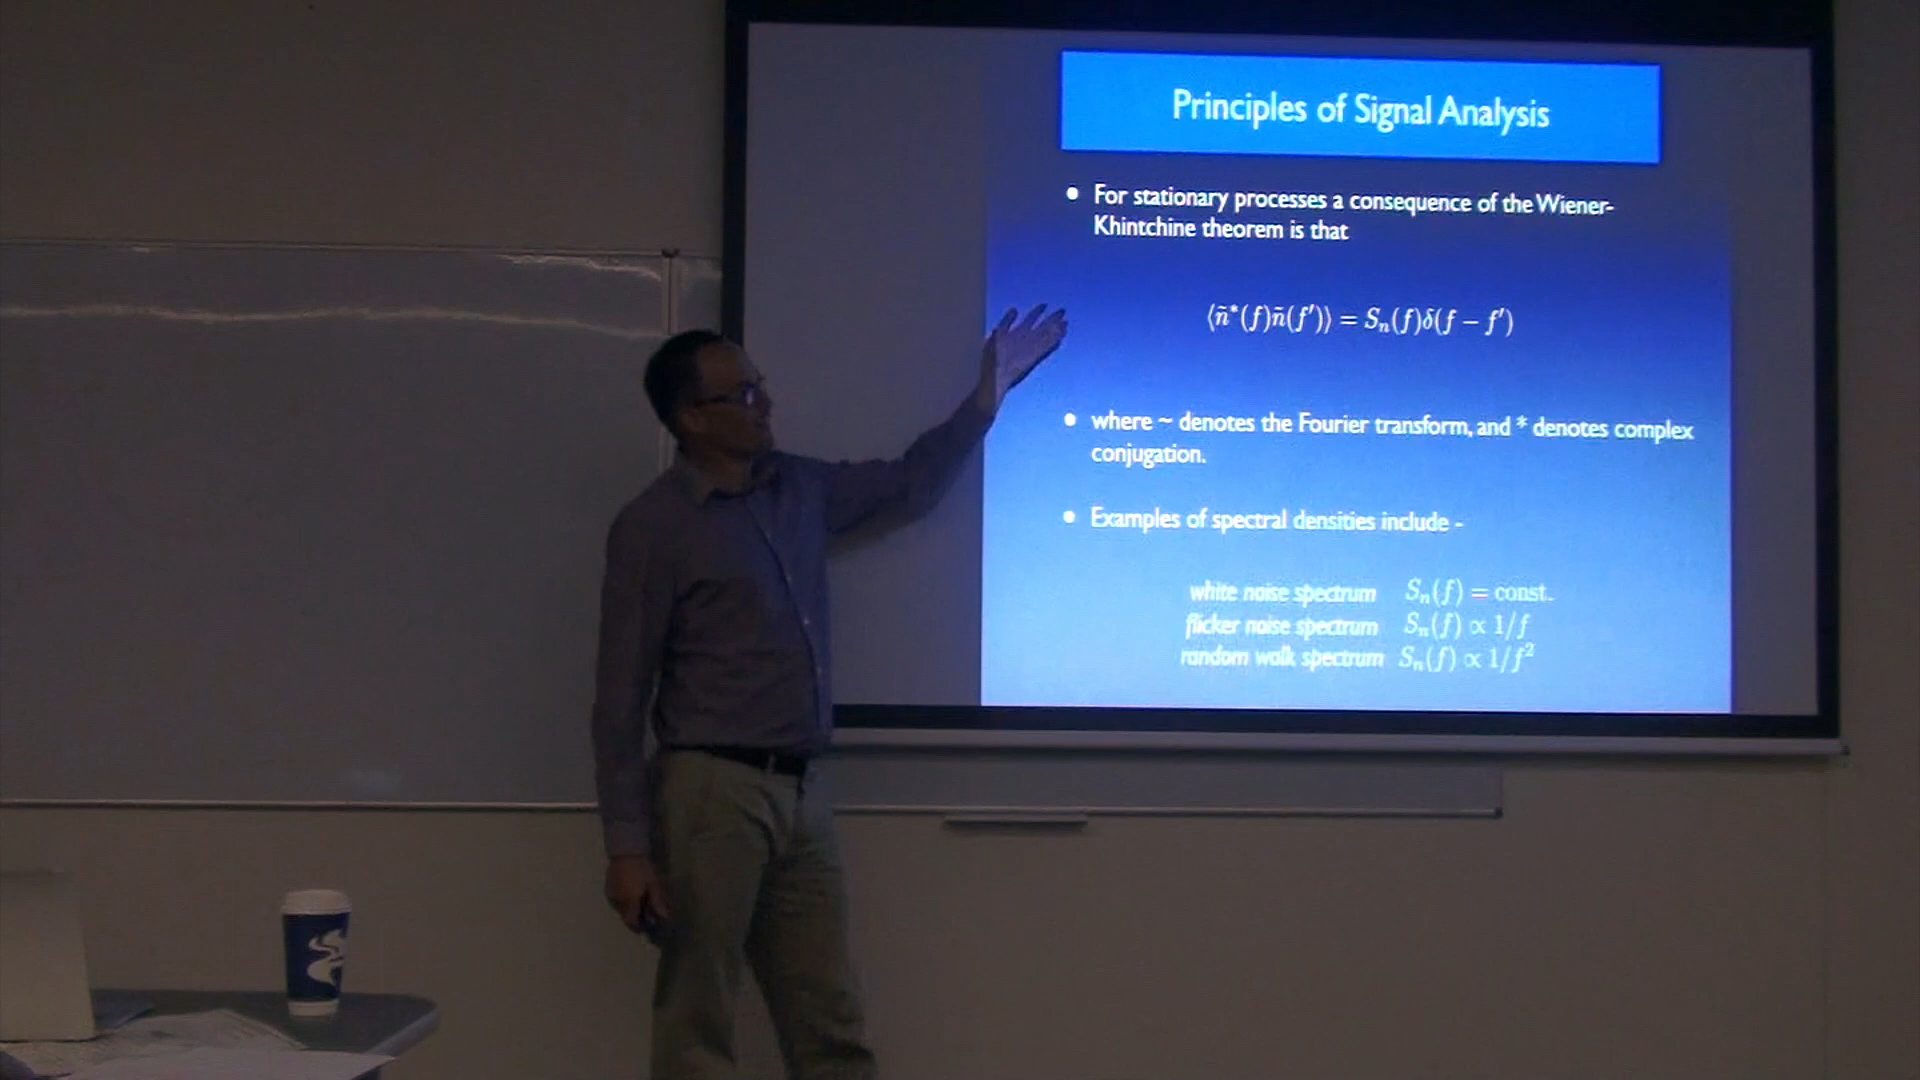 Principles of Signal Analysis
• For stationary processes a consequence of the Wiener-
Khintchine theorem is that
⟨ñ*(f)ñ(f′)⟩ = Sₙ(f)δ(f − f′)
• where ~ denotes the Fourier transform, and * denotes complex
conjugation.
• Examples of spectral densities include -
white noise spectrum Sₙ(f) = const.
flicker noise spectrum Sₙ(f) ∝ 1/f
random walk spectrum Sₙ(f) ∝ 1/f²